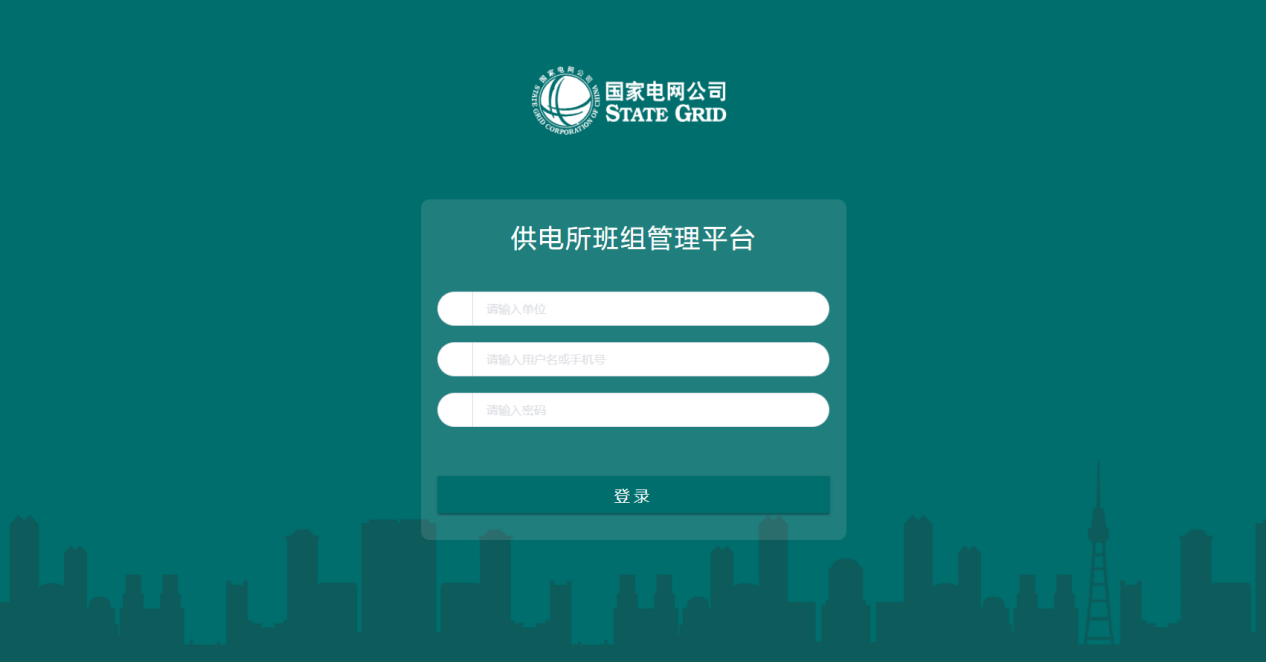 国家电网公司
STATE GRID CORPORATION OF CHINA
国家电网公司
STATE GRID
供电所班组管理平台
请输入单位
请输入用户名或手机号
请输入密码
登录